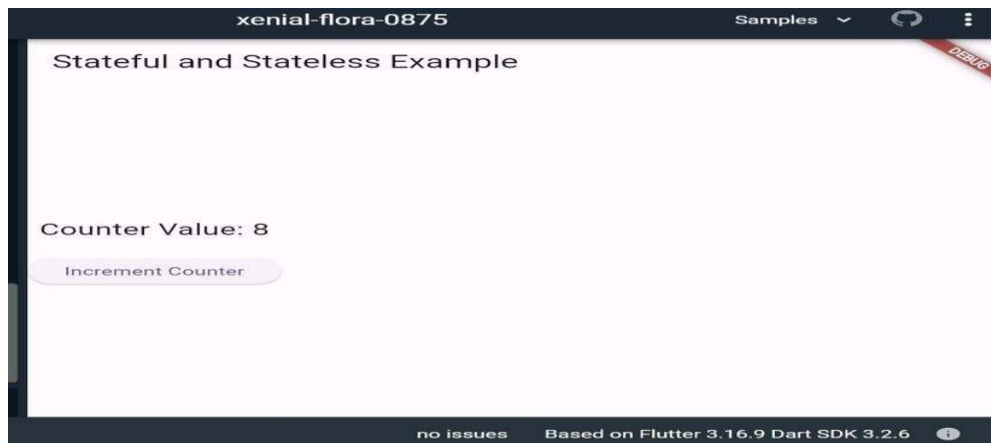 xenial-flora-0875 Samples
Stateful and Stateless Example
DEBUG
Counter Value: 8
Increment Counter
no issues Based on Flutter 3.16.9 Dart SDK 3.2.6